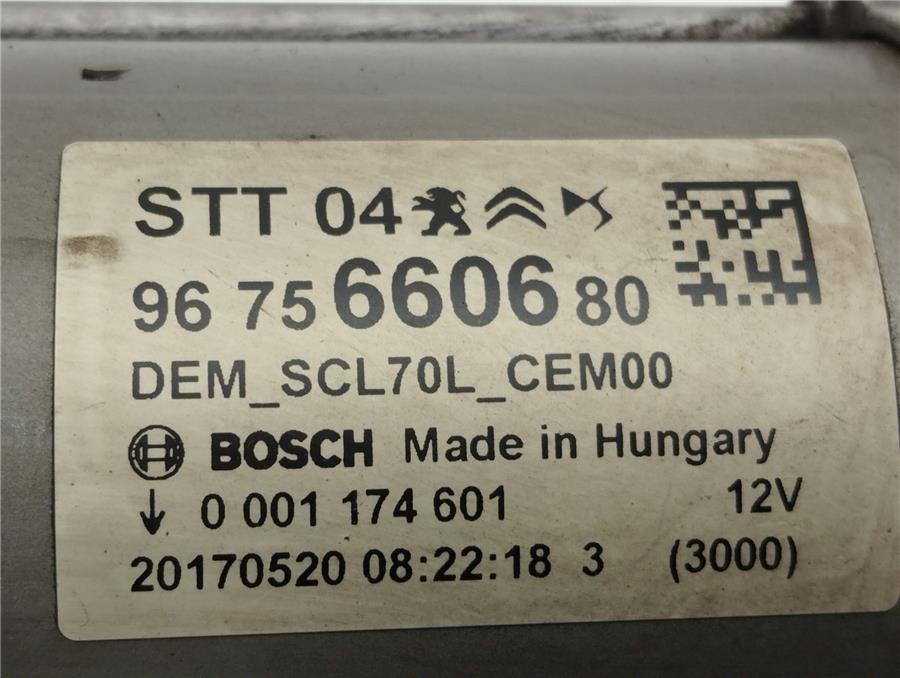 STT 04
96 75 6606 80
DEM_SCL70L_CEM00
BOSCH Made in Hungary
0 001 174 601 12V
20170520 08:22:18 3 (3000)